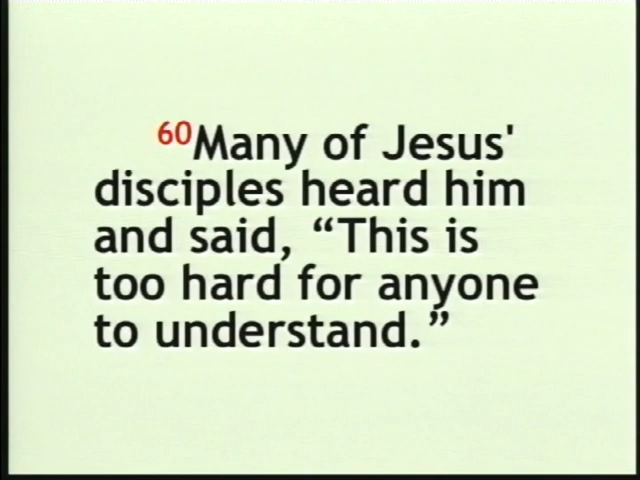 60Many of Jesus'
disciples heard him
and said, “This is
too hard for anyone
to understand.”